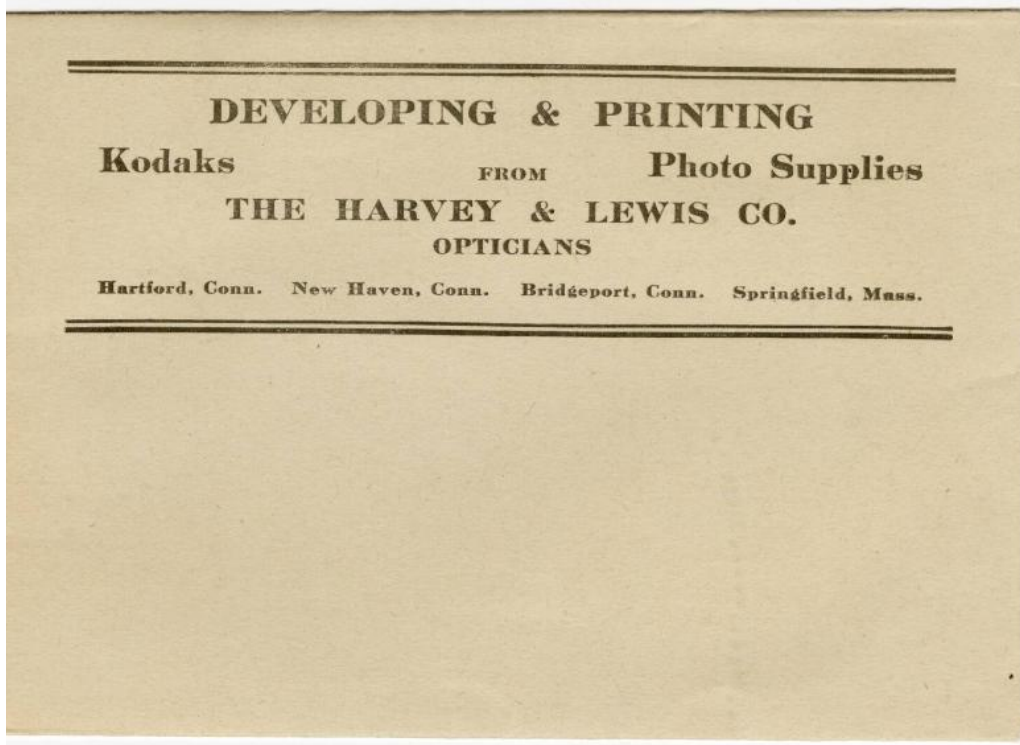 DEVELOPING & PRINTING
Kodaks FROM Photo Supplies
THE HARVEY & LEWIS CO.
OPTICIANS
Hartford, Conn. New Haven, Conn. Bridgeport, Conn. Springfield, Mass.